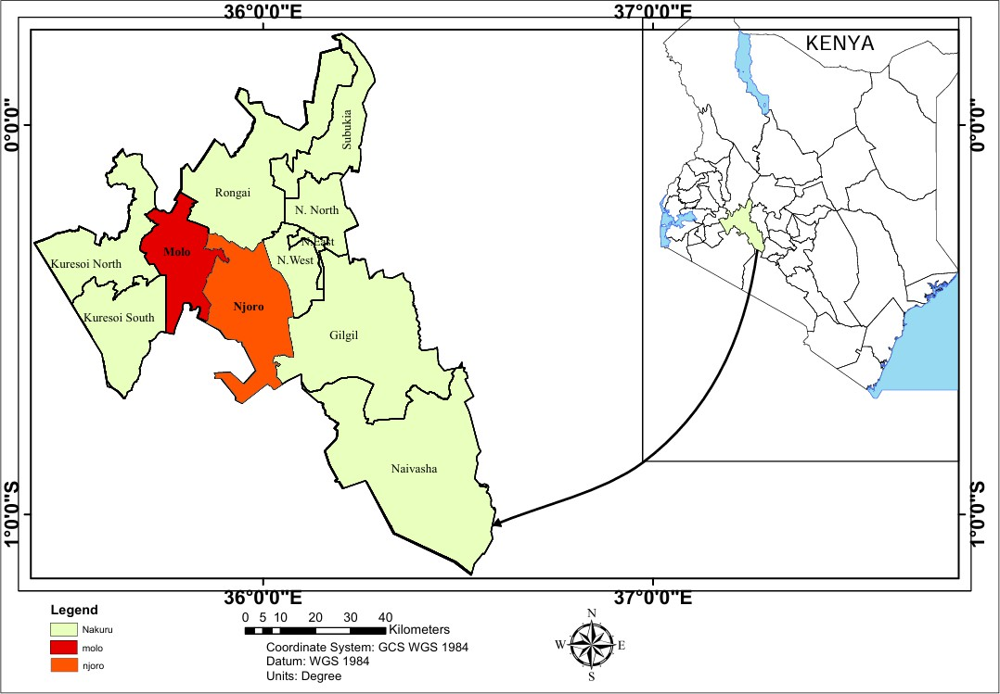 36°0'0"E 37°0'0"E
KENYA
0°0'0" 0°0'0"
Subukia
Rongai
N. North
N.East
Molo
N.West
Kuresoi North
Njoro
Kuresoi South
Gilgil
Naivasha
1°0'0"S 1°0'0"S
36°0'0"E 37°0'0"E
Legend
Nakuru
molo
njoro
0 5 10 20 30 40
Kilometers
Coordinate System: GCS WGS 1984
Datum: WGS 1984
Units: Degree
N
W E
S